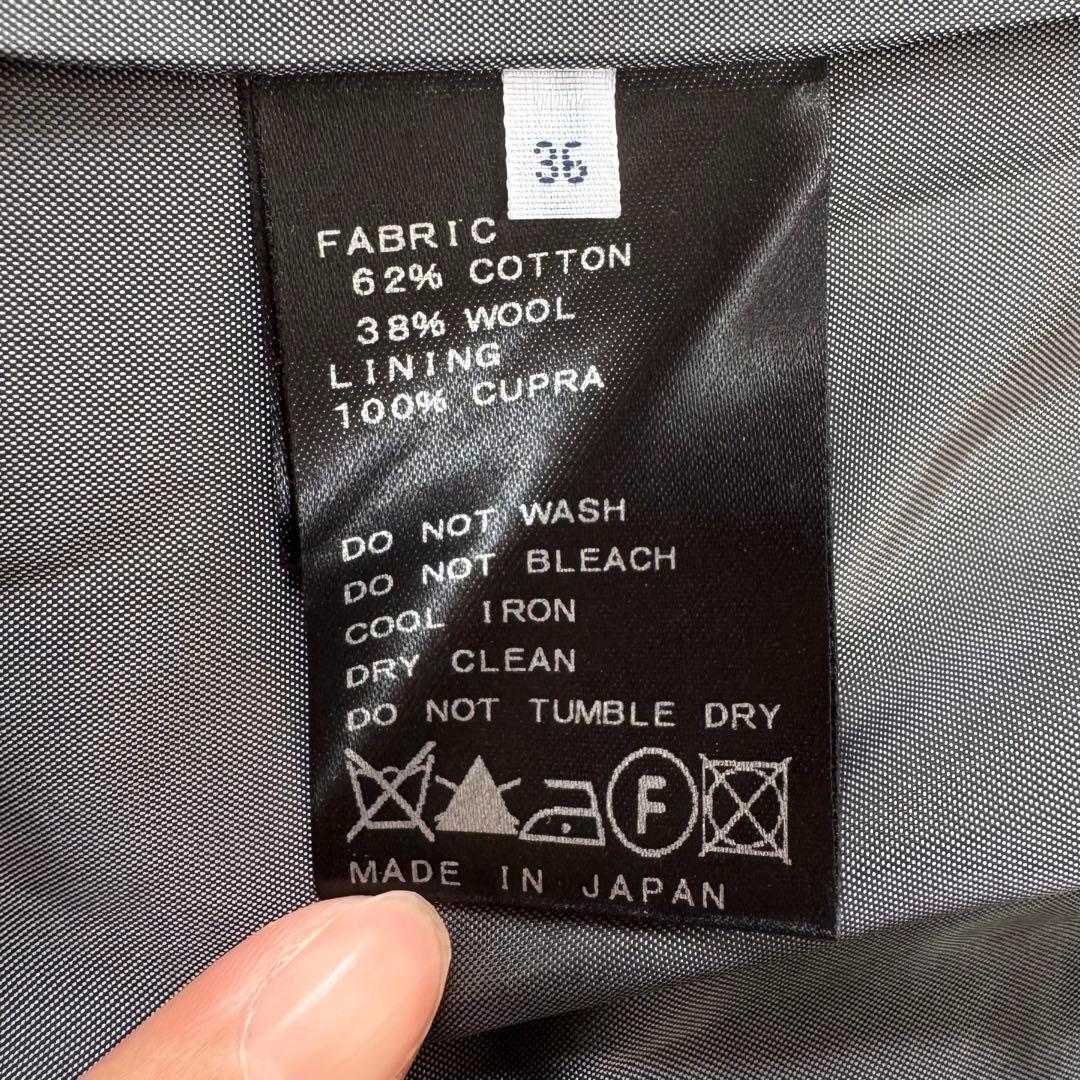 36
FABRIC
62% COTTON
38% WOOL
LINING
100% CUPRA
DO NOT WASH
DO NOT BLEACH
COOL IRON
DRY CLEAN
DO NOT TUMBLE DRY
F
MADE IN JAPAN